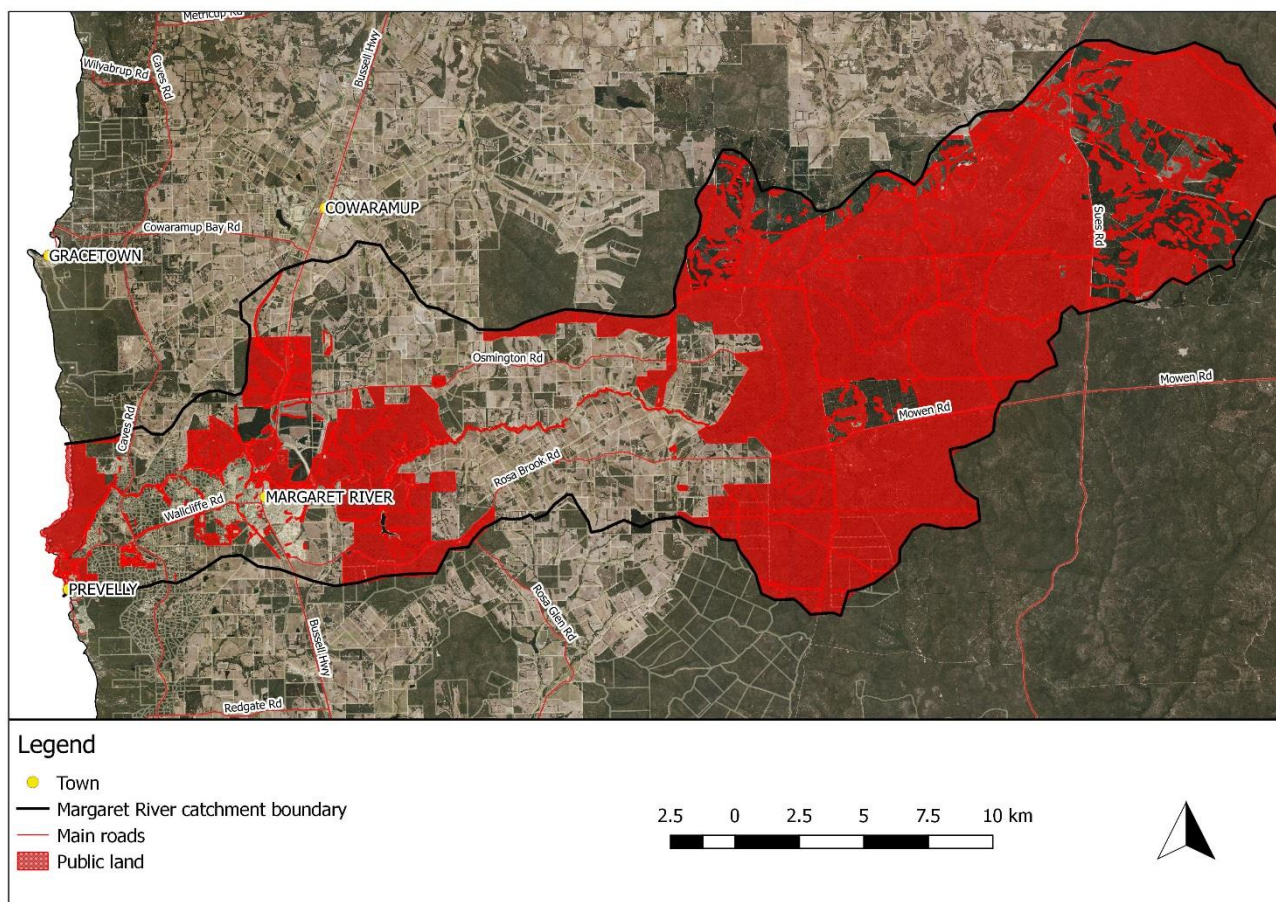 Metricup Rd
Wilyabrup Rd
Caves Rd
Bussell Hwy
COWARAMUP
Cowaramup Bay Rd
GRACETOWN
Sues Rd
Osmington Rd
Mowen Rd
Caves Rd
Mowen Rd
Rosa Brook Rd
MARGARET RIVER
Wallcliffe Rd
PREVELLY
Rosa Glen Rd
Bussell Hwy
Redgate Rd
Legend
Town
Margaret River catchment boundary
Main roads
Public land
2.5 0 2.5 5 7.5 10 km